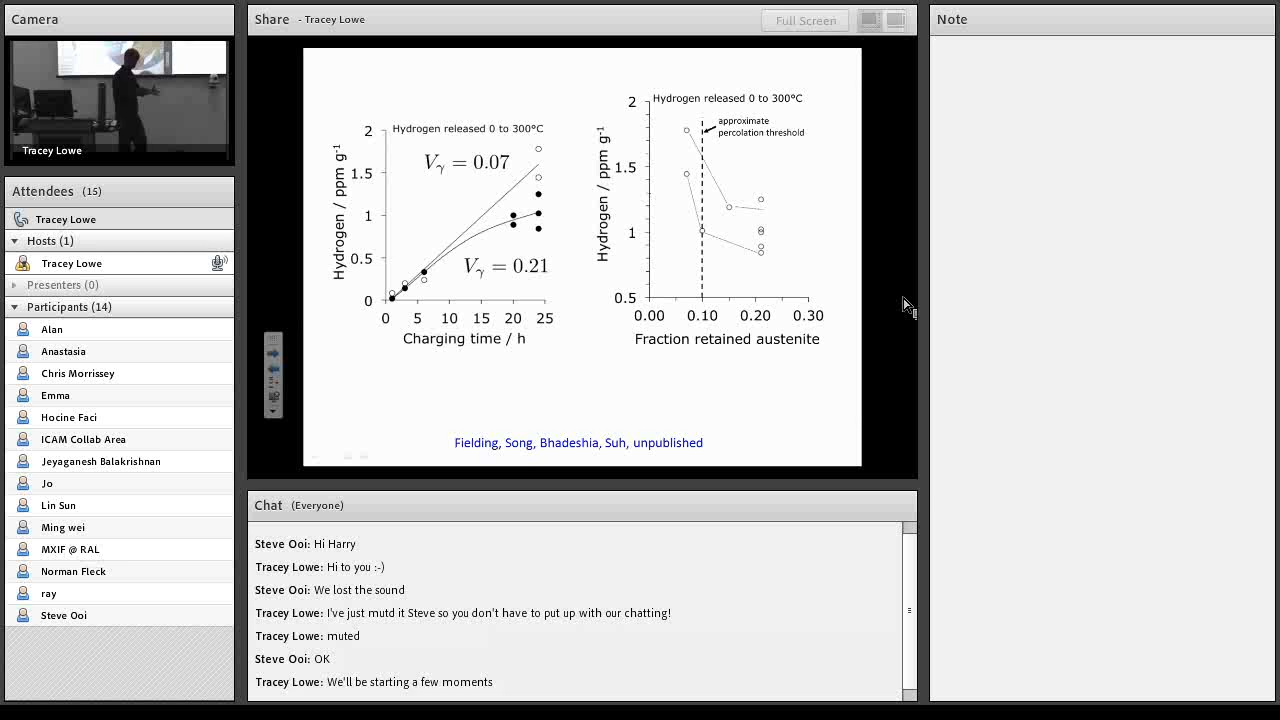 Camera
Tracey Lowe
Attendees (15)
Tracey Lowe
Hosts (1)
Tracey Lowe
Presenters (0)
Participants (14)
Alan
Anastasia
Chris Morrissey
Emma
Hocine Faci
ICAM Collab Area
Jeyaganesh Balakrishnan
Jo
Lin Sun
Ming wei
MXIF @ RAL
Norman Fleck
ray
Steve Ooi
Share - Tracey Lowe
Full Screen
Hydrogen released 0 to 300°C
Vγ = 0.07
Vγ = 0.21
Hydrogen / ppm g-1
2
1.5
1
0.5
0
0 5 10 15 20 25
Charging time / h
Hydrogen released 0 to 300°C
approximate
percolation threshold
Hydrogen / ppm g-1
2
1.5
1
0.5
0.00 0.10 0.20 0.30
Fraction retained austenite
Fielding, Song, Bhadeshia, Suh, unpublished
Chat (Everyone)
Steve Ooi: Hi Harry
Tracey Lowe: Hi to you :-)
Steve Ooi: We lost the sound
Tracey Lowe: I've just mutd it Steve so you don't have to put up with our chatting!
Tracey Lowe: muted
Steve Ooi: OK
Tracey Lowe: We'll be starting a few moments
Note